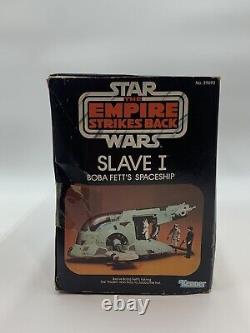 No. 39690
STAR
THE
EMPIRE
STRIKES BACK
WARS
SLAVE I
BOBA FETT'S SPACESHIP
Kenner